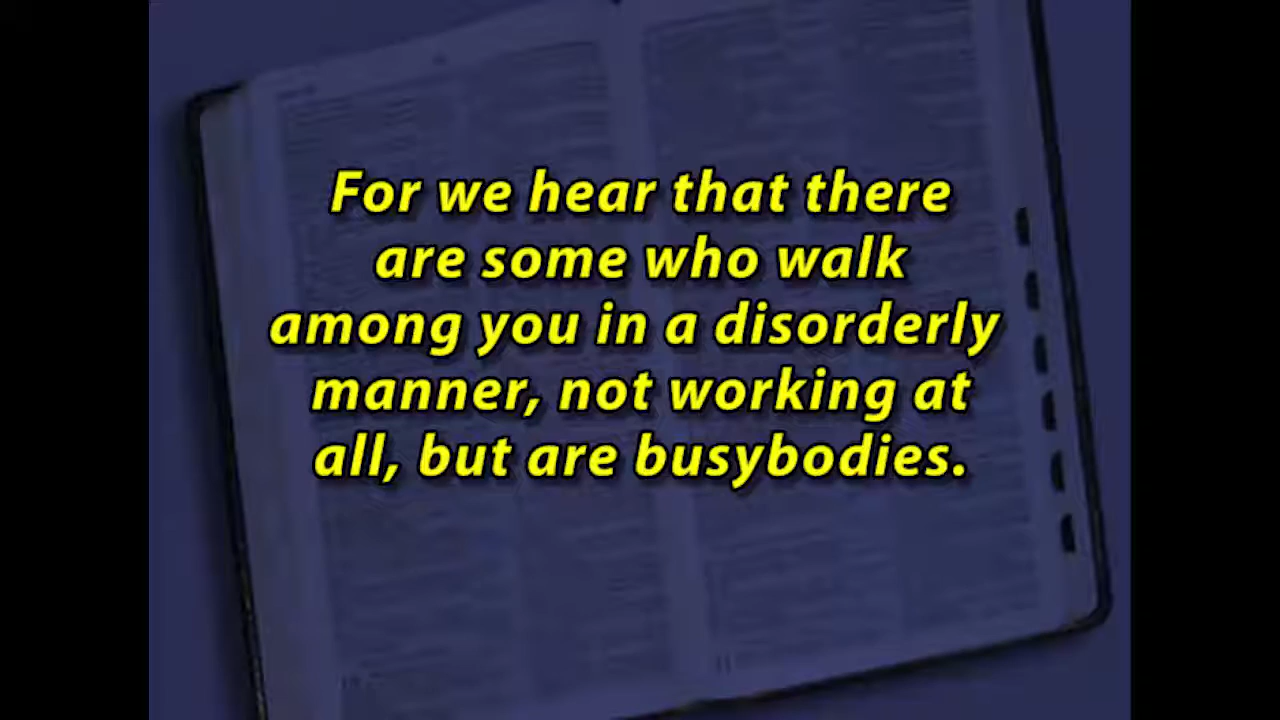 For we hear that there
are some who walk
among you in a disorderly
manner, not working at
all, but are busybodies.